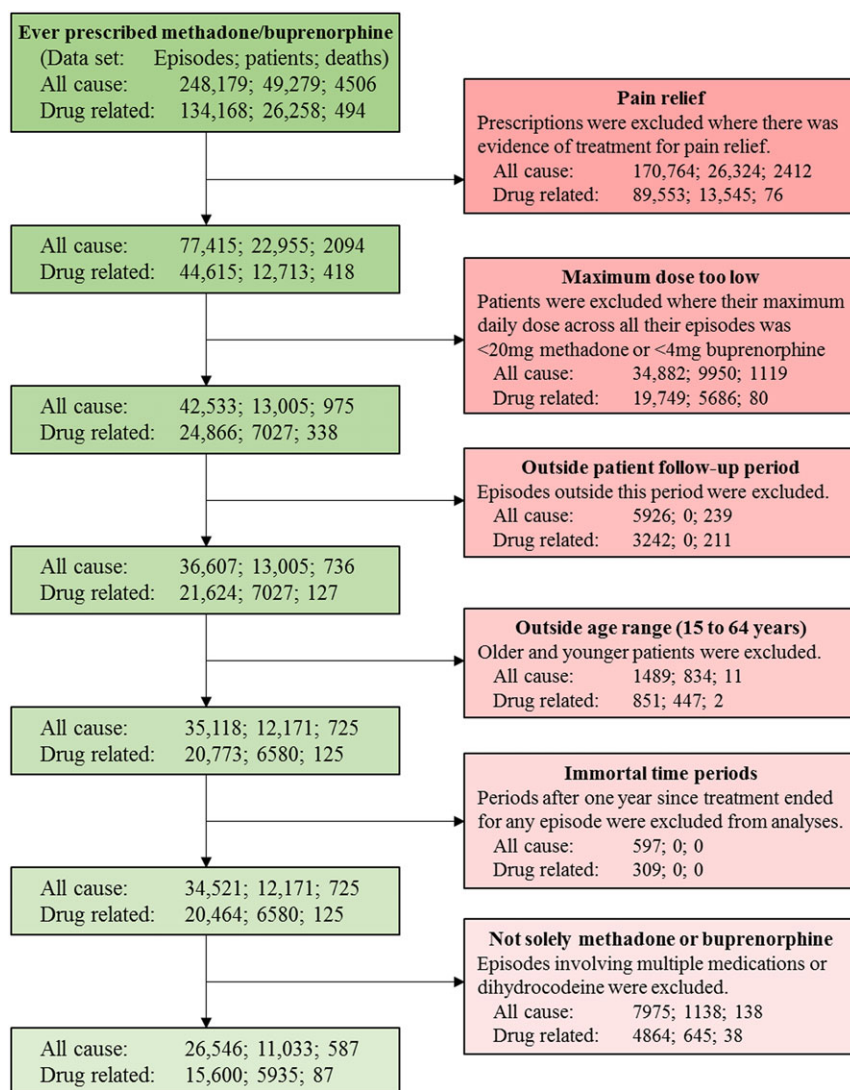 Ever prescribed methadone/buprenorphine
(Data set: Episodes; patients; deaths)
All cause: 248,179; 49,279; 4506
Drug related: 134,168; 26,258; 494
Pain relief
Prescriptions were excluded where there was
evidence of treatment for pain relief.
All cause: 170,764; 26,324; 2412
Drug related: 89,553; 13,545; 76
All cause: 77,415; 22,955; 2094
Drug related: 44,615; 12,713; 418
Maximum dose too low
Patients were excluded where their maximum
daily dose across all their episodes was
<20mg methadone or <4mg buprenorphine
All cause: 34,882; 9950; 1119
Drug related: 19,749; 5686; 80
All cause: 42,533; 13,005; 975
Drug related: 24,866; 7027; 338
Outside patient follow-up period
Episodes outside this period were excluded.
All cause: 5926; 0; 239
Drug related: 3242; 0; 211
All cause: 36,607; 13,005; 736
Drug related: 21,624; 7027; 127
Outside age range (15 to 64 years)
Older and younger patients were excluded.
All cause: 1489; 834; 11
Drug related: 851; 447; 2
All cause: 35,118; 12,171; 725
Drug related: 20,773; 6580; 125
Immortal time periods
Periods after one year since treatment ended
for any episode were excluded from analyses.
All cause: 597; 0; 0
Drug related: 309; 0; 0
All cause: 34,521; 12,171; 725
Drug related: 20,464; 6580; 125
Not solely methadone or buprenorphine
Episodes involving multiple medications or
dihydrocodeine were excluded.
All cause: 7975; 1138; 138
Drug related: 4864; 645; 38
All cause: 26,546; 11,033; 587
Drug related: 15,600; 5935; 87